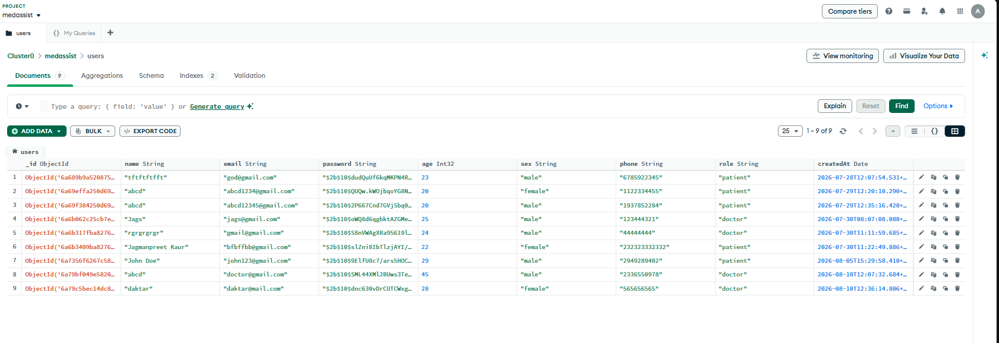 PROJECT
medassist
Compare tiers
A
users
{} My Queries
+
Cluster0 > medassist > users
View monitoring
Visualize Your Data
Documents 9 Aggregations Schema Indexes 2 Validation
Type a query: { field: 'value' } or Generate query
Explain Reset Find Options
ADD DATA BULK EXPORT CODE
25 1 – 9 of 9
users
_id ObjectId name String email String password String age Int32 sex String phone String role String createdAt Date
1 ObjectId('6a689b9a520875… "tftftftfft" "god@gmail.com" "$2b$10$dudQuUf6kqMKPN4R… 23 "male" "6785922345" "patient" 2026-07-28T12:07:54.531+…
2 ObjectId('6a69effa250d69… "abcd" "abcd1234@gmail.com" "$2b$10$QUQw.kWOjbqoYG8N… 20 "female" "1122334455" "patient" 2026-07-29T12:20:10.290+…
3 ObjectId('6a69f384250d69… "abcd" "abcd12345@gmail.com" "$2b$10$2P667Cnd7GVjSbq0… 20 "male" "1937852284" "patient" 2026-07-29T12:35:16.420+…
4 ObjectId('6a6b062c25cb7e… "Jags" "jags@gmail.com" "$2b$10$oWQ8d6qgbktAZGMe… 25 "male" "123444321" "doctor" 2026-07-30T08:07:08.080+…
5 ObjectId('6a6b317fba8276… "rgrgrgrgr" "gmail@gmail.com" "$2b$10$S8nVWAgXRa95619l… 24 "male" "44444444" "doctor" 2026-07-30T11:11:59.685+…
6 ObjectId('6a6b3409ba8276… "Jagmanpreet Kaur" "bfbffbb@gmail.com" "$2b$10$slZni8IbTlzjAYI/… 22 "female" "232323332332" "patient" 2026-07-30T11:22:49.886+…
7 ObjectId('6a7356f6267c58… "John Doe" "john123@gmail.com" "$2b$10$9ElfU8c7/ars5HOC… 29 "male" "2949289402" "patient" 2026-08-05T15:29:58.410+…
8 ObjectId('6a79bf049e5820… "abcd" "doctor@gmail.com" "$2b$10$SML44XMl2BUws3Te… 45 "male" "2336550978" "doctor" 2026-08-10T12:07:32.684+…
9 ObjectId('6a79c5bec14dc8… "daktar" "daktar@mail.com" "$2b$10$dnc630vDrCUTCWxg… 28 "female" "565656565" "doctor" 2026-08-10T12:36:14.806+…